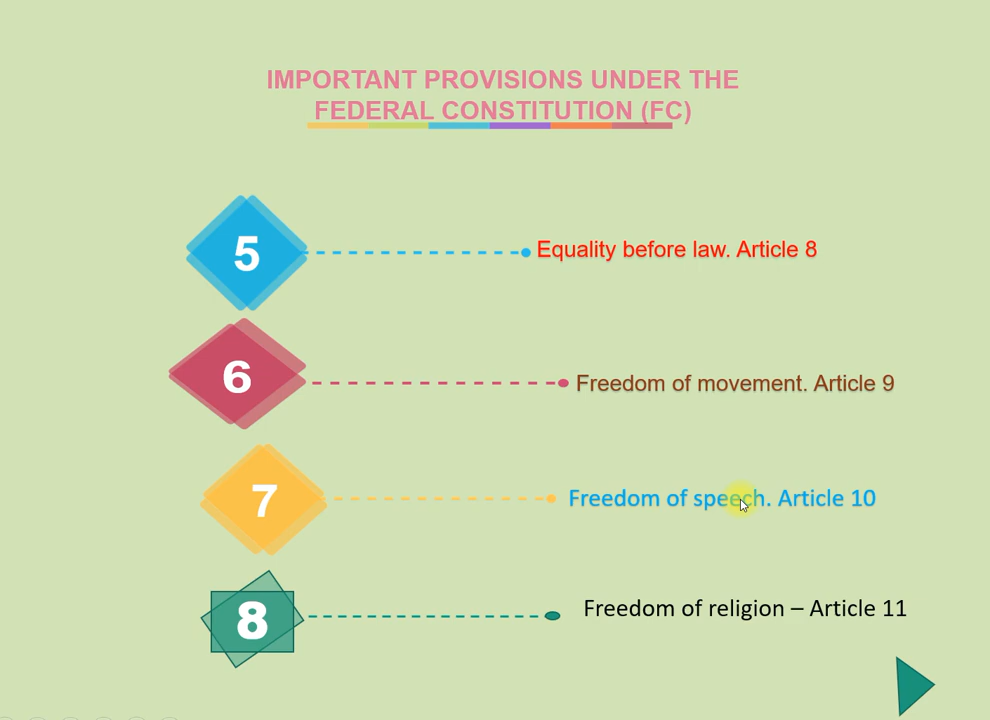 IMPORTANT PROVISIONS UNDER THE
FEDERAL CONSTITUTION (FC)
5
Equality before law. Article 8
6
Freedom of movement. Article 9
7
Freedom of speech. Article 10
8
Freedom of religion – Article 11